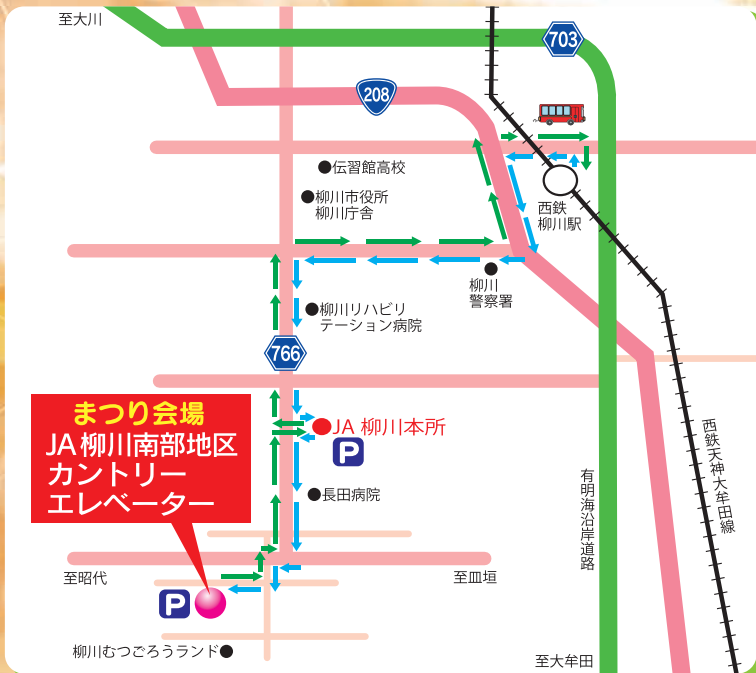 至大川
703
208
伝習館高校
柳川市役所
柳川庁舎
西鉄
柳川駅
柳川
警察署
柳川リハビリ
テーション病院
766
まつり会場
JA柳川南部地区
カントリー
エレベーター
JA 柳川本所
P
西鉄天神大牟田線
有明海沿岸道路
長田病院
至昭代
至皿垣
P
柳川むつごろうランド
至大牟田